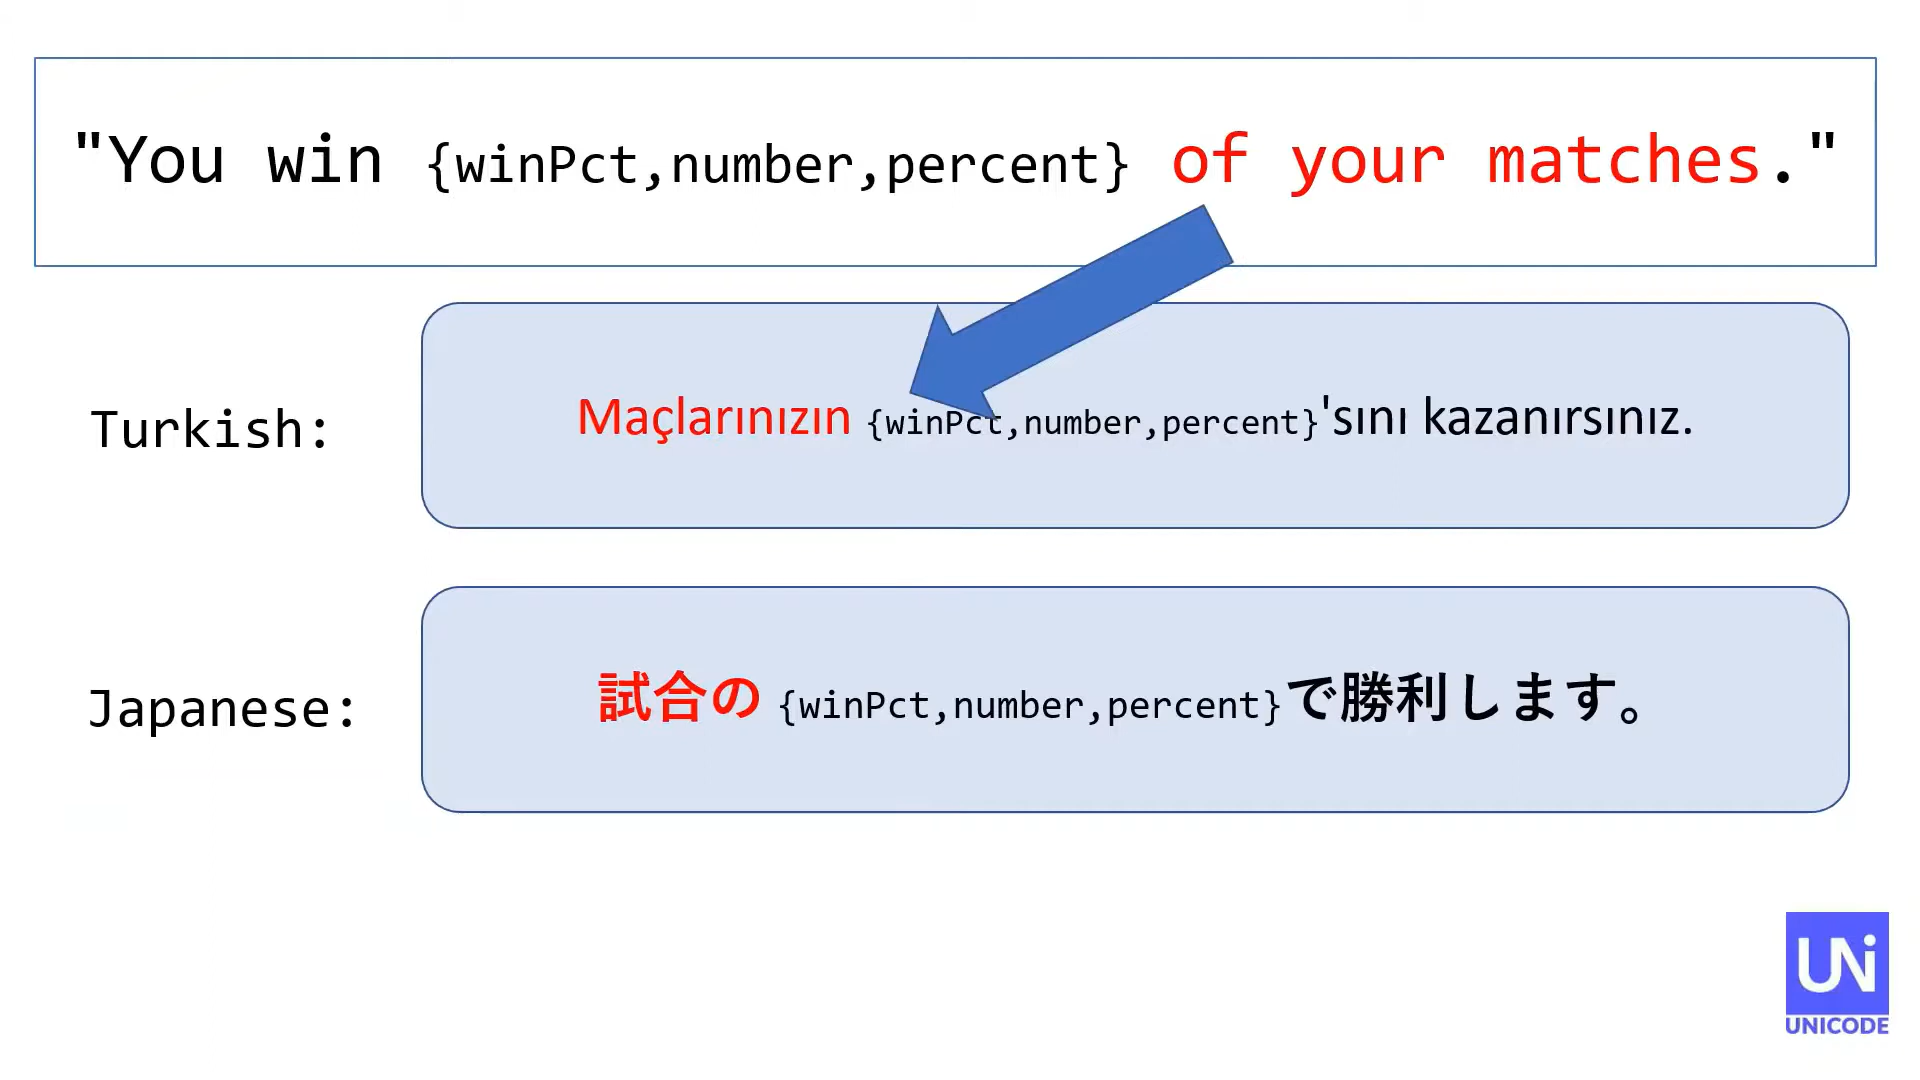 "You win {winPct,number,percent} of your matches."
Turkish:
Maçlarınızın {winPct,number,percent}'sını kazanırsınız.
Japanese:
試合の {winPct,number,percent}で勝利します。
UNi
UNICODE